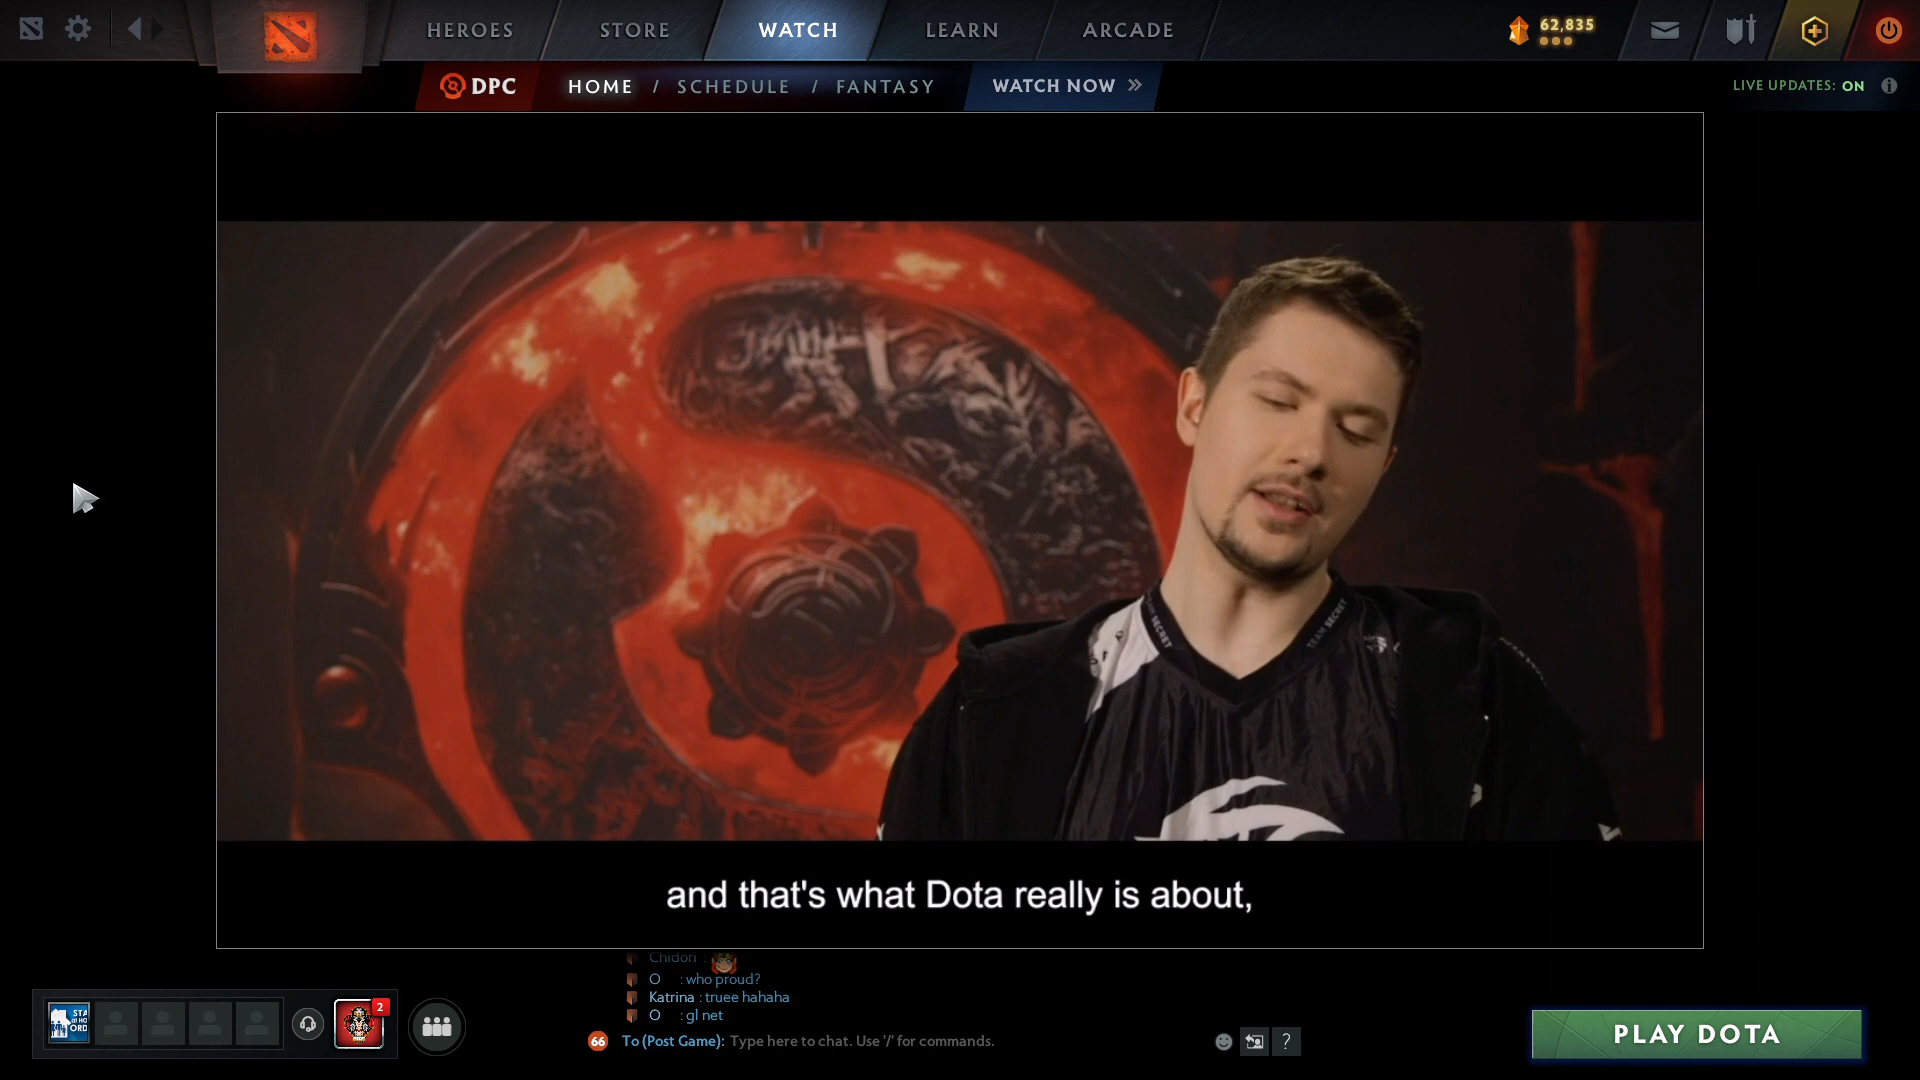 HEROES
STORE
WATCH
LEARN
ARCADE
62,835
DPC
HOME / SCHEDULE / FANTASY
WATCH NOW
LIVE UPDATES: ON
TEAM SECRET
and that's what Dota really is about,
Chidori :
O : who proud?
Katrina : truee hahaha
O : gl net
66
To (Post Game): Type here to chat. Use '/' for commands.
?
2
PLAY DOTA